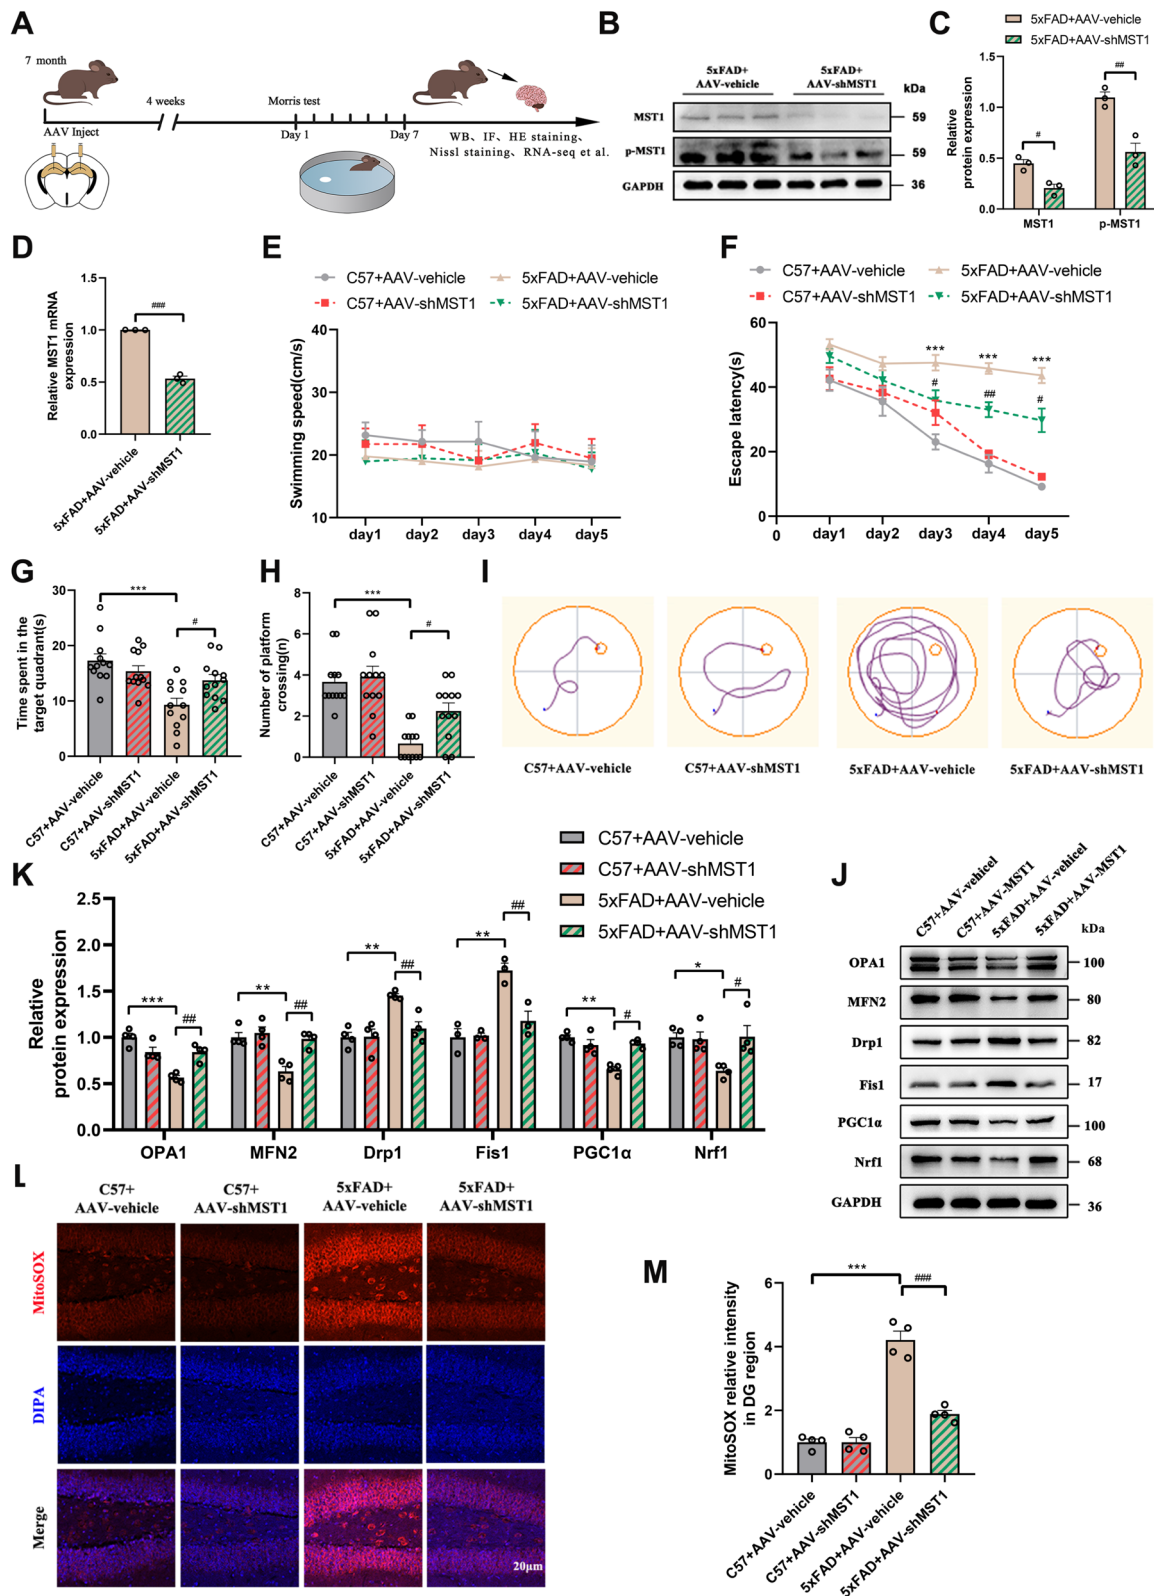 A
7 month
4 weeks
Morris test
Day 1
Day 7
AAV Inject
WB、IF、HE staining、
Nissl staining、RNA-seq et al.
B
5xFAD+
AAV-vehicle
5xFAD+
AAV-shMST1
kDa
MST1
59
p-MST1
59
GAPDH
36
C
5xFAD+AAV-vehicle
5xFAD+AAV-shMST1
Relative
protein expression
1.5
1.0
0.5
0.0
#
##
MST1
p-MST1
D
Relative MST1 mRNA
expression
1.5
1.0
0.5
0.0
###
5xFAD+AAV-vehicle
5xFAD+AAV-shMST1
E
C57+AAV-vehicle
5xFAD+AAV-vehicle
C57+AAV-shMST1
5xFAD+AAV-shMST1
Swimming speed(cm/s)
40
30
20
10
day1
day2
day3
day4
day5
F
C57+AAV-vehicle
5xFAD+AAV-vehicle
C57+AAV-shMST1
5xFAD+AAV-shMST1
Escape latency(s)
60
40
20
0
***
***
***
#
##
#
0
day1
day2
day3
day4
day5
G
Time spent in the
target quadrant(s)
30
20
10
0
***
#
C57+AAV-vehicle
C57+AAV-shMST1
5xFAD+AAV-vehicle
5xFAD+AAV-shMST1
H
Number of platform
crossing(n)
8
6
4
2
0
***
#
C57+AAV-vehicle
C57+AAV-shMST1
5xFAD+AAV-vehicle
5xFAD+AAV-shMST1
I
C57+AAV-vehicle
C57+AAV-shMST1
5xFAD+AAV-vehicle
5xFAD+AAV-shMST1
K
C57+AAV-vehicle
C57+AAV-shMST1
5xFAD+AAV-vehicle
5xFAD+AAV-shMST1
Relative
protein expression
2.5
2.0
1.5
1.0
0.5
0.0
***
##
**
##
**
##
**
##
**
#
*
#
OPA1
MFN2
Drp1
Fis1
PGC1α
Nrf1
J
C57+AAV-vehicel
C57+AAV-MST1
5xFAD+AAV-vehicel
5xFAD+AAV-MST1
kDa
OPA1
100
MFN2
80
Drp1
82
Fis1
17
PGC1α
100
Nrf1
68
GAPDH
36
L
C57+
AAV-vehicle
C57+
AAV-shMST1
5xFAD+
AAV-vehicle
5xFAD+
AAV-shMST1
MitoSOX
DIPA
Merge
20μm
M
MitoSOX relative intensity
in DG region
6
4
2
0
***
###
C57+AAV-vehicle
C57+AAV-shMST1
5xFAD+AAV-vehicle
5xFAD+AAV-shMST1